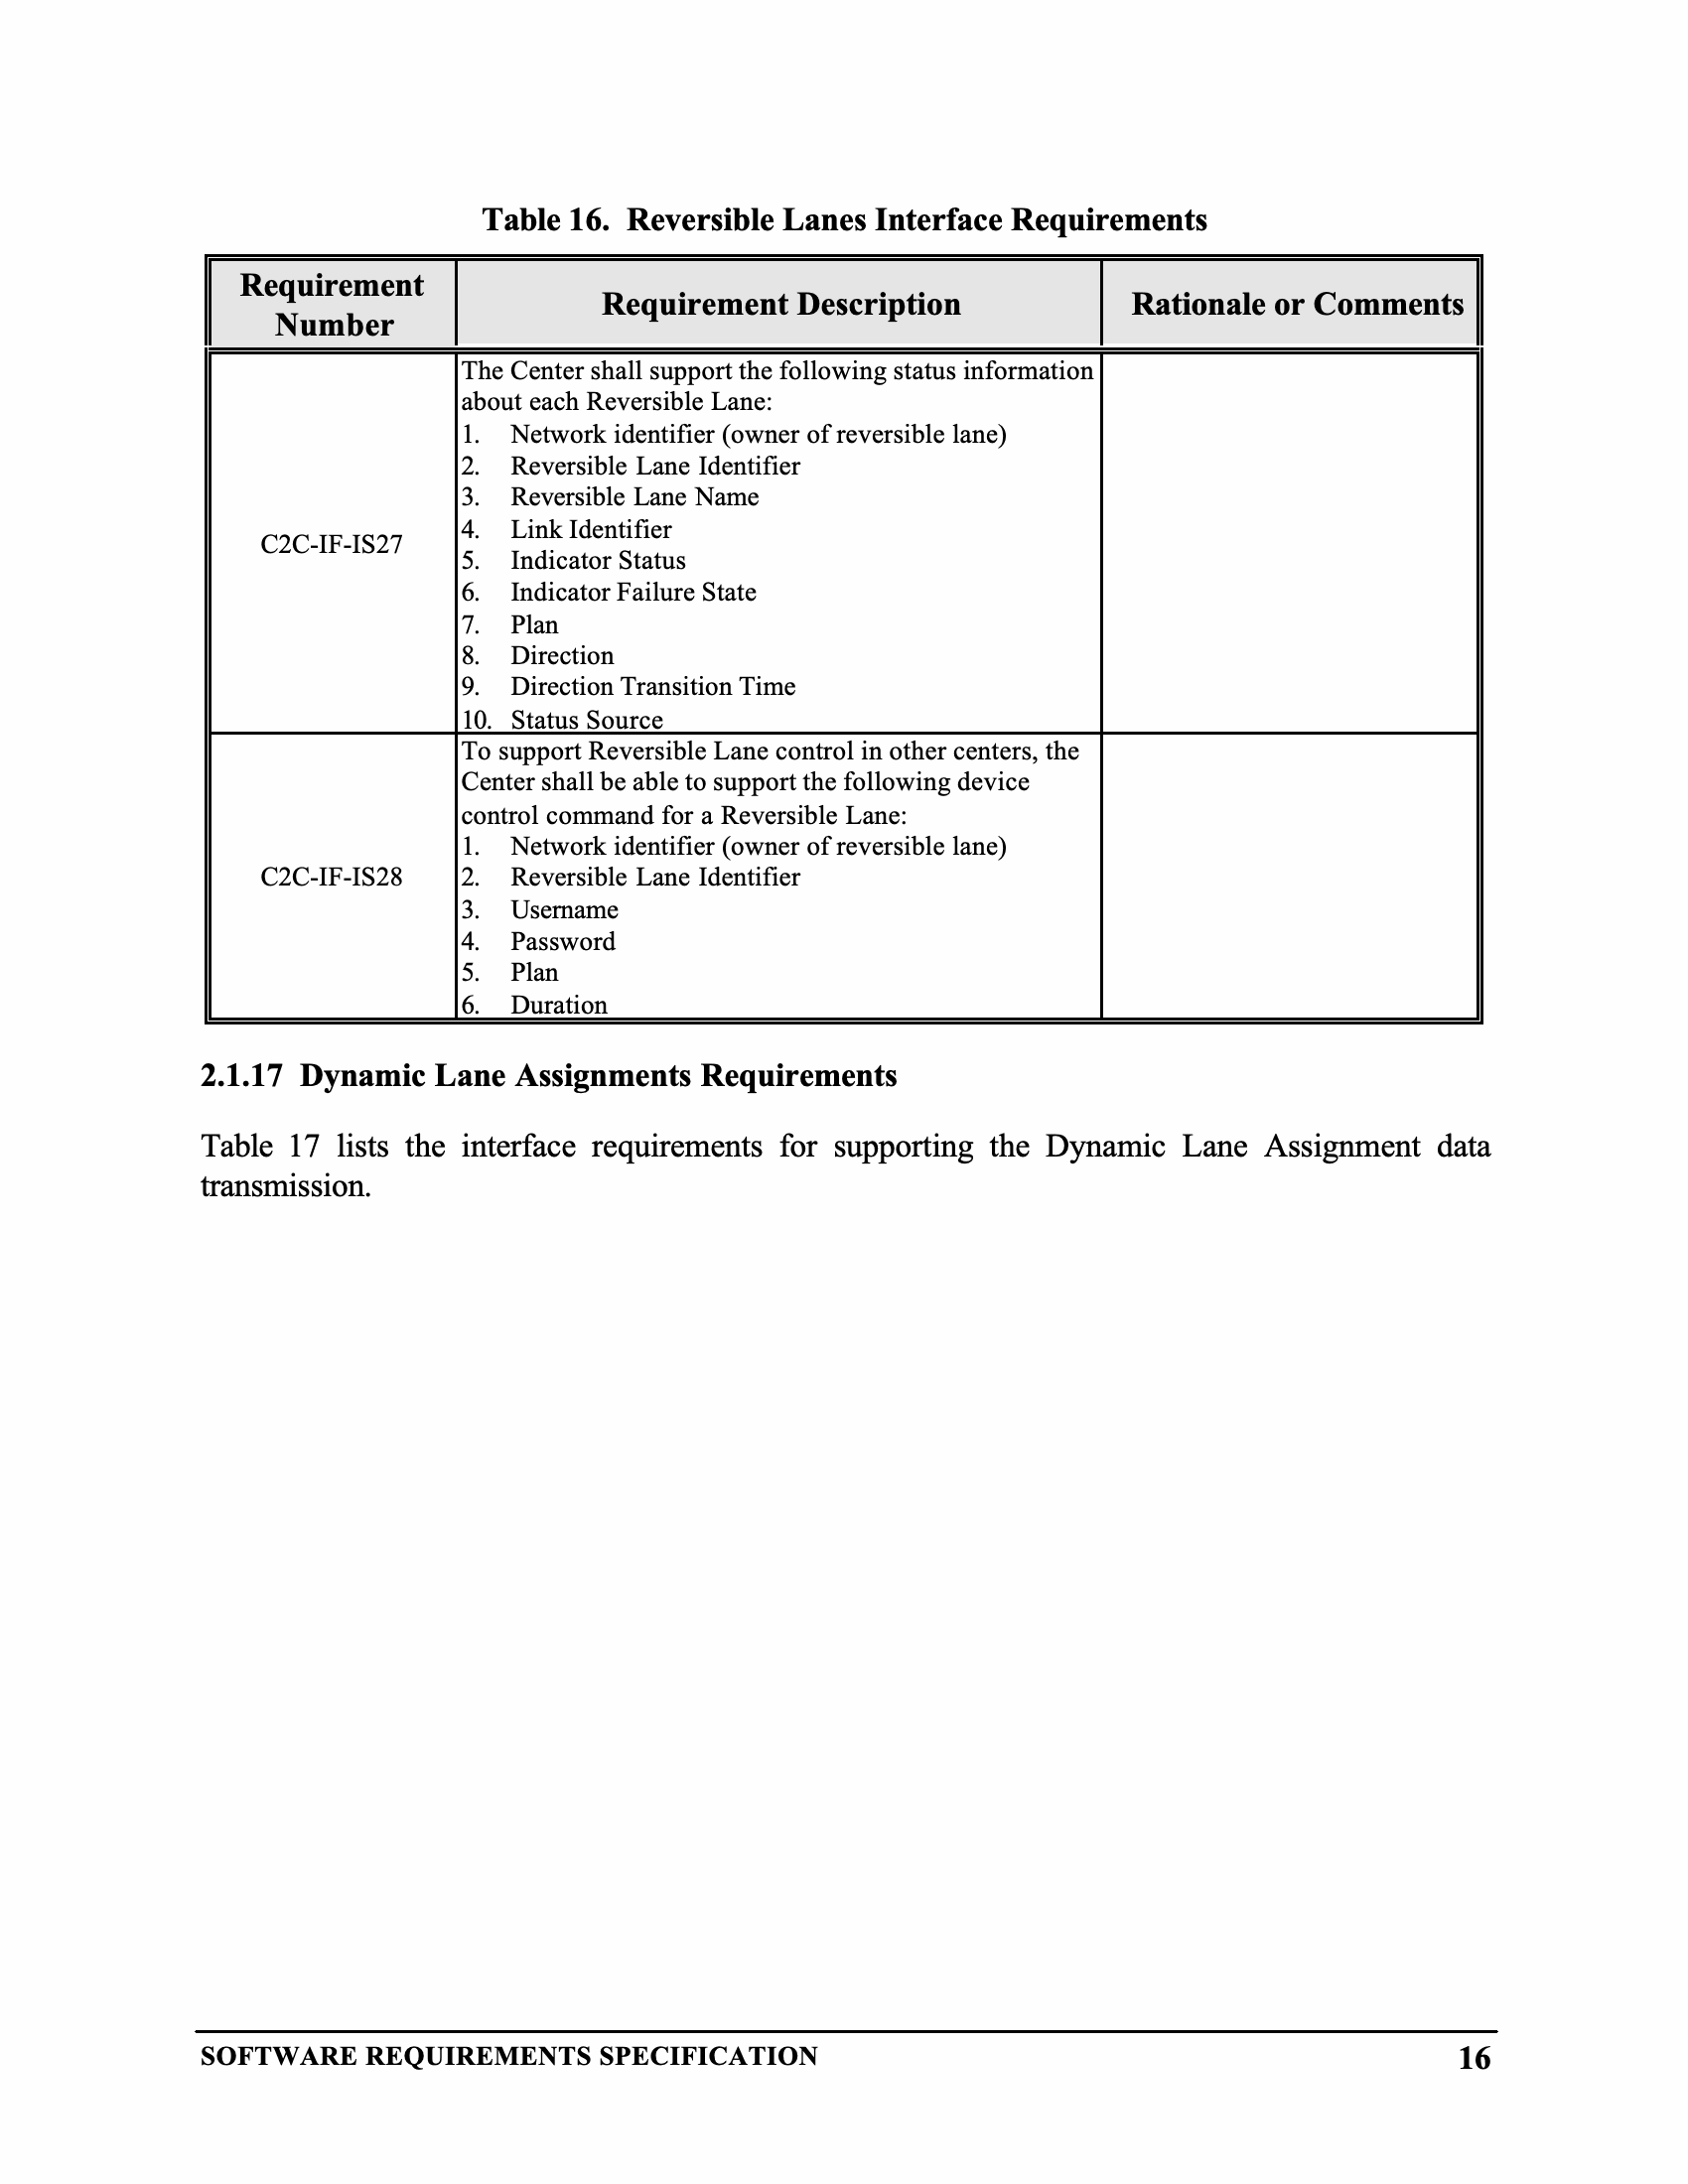 Table 16. Reversible Lanes Interface Requirements
Requirement
Number
Requirement Description
Rationale or Comments
C2C-IF-IS27
The Center shall support the following status information
about each Reversible Lane:
1. Network identifier (owner of reversible lane)
2. Reversible Lane Identifier
3. Reversible Lane Name
4. Link Identifier
5. Indicator Status
6. Indicator Failure State
7. Plan
8. Direction
9. Direction Transition Time
10. Status Source
C2C-IF-IS28
To support Reversible Lane control in other centers, the
Center shall be able to support the following device
control command for a Reversible Lane:
1. Network identifier (owner of reversible lane)
2. Reversible Lane Identifier
3. Username
4. Password
5. Plan
6. Duration
2.1.17 Dynamic Lane Assignments Requirements
Table 17 lists the interface requirements for supporting the Dynamic Lane Assignment data
transmission.
SOFTWARE REQUIREMENTS SPECIFICATION
16